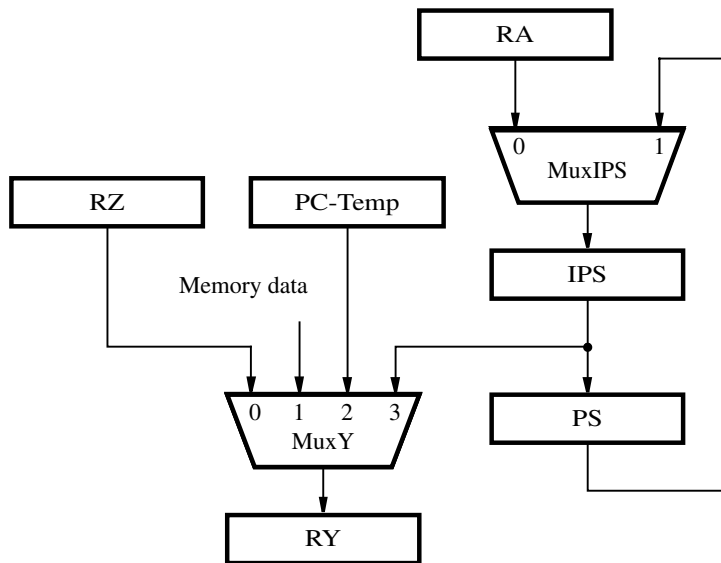 RA
0 1
MuxIPS
RZ
PC-Temp
IPS
Memory data
0 1 2 3
MuxY
PS
RY